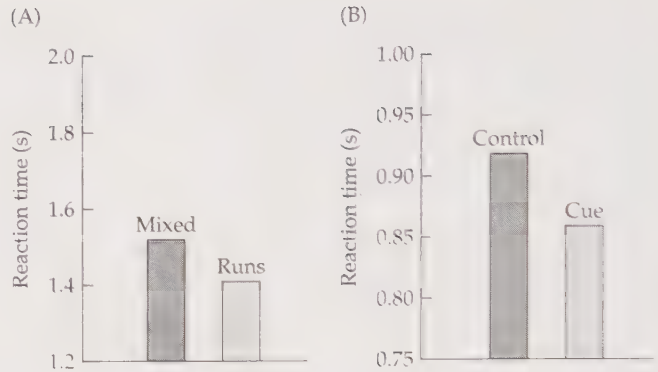 (A)
Reaction time (s)
2.0
1.8
1.6
1.4
1.2
Mixed
Runs
(B)
Reaction time (s)
1.00
0.95
0.90
0.85
0.80
0.75
Control
Cue